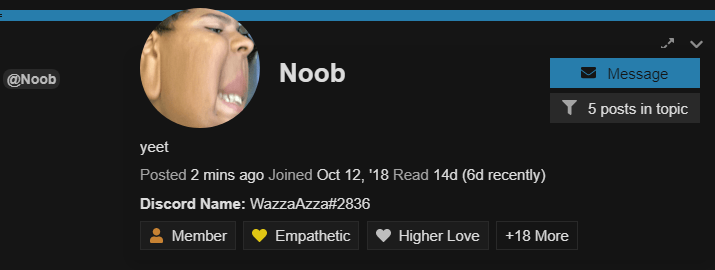 @Noob
Noob
Message
5 posts in topic
yeet
Posted 2 mins ago Joined Oct 12, '18 Read 14d (6d recently)
Discord Name: WazzaAzza#2836
Member Empathetic Higher Love +18 More